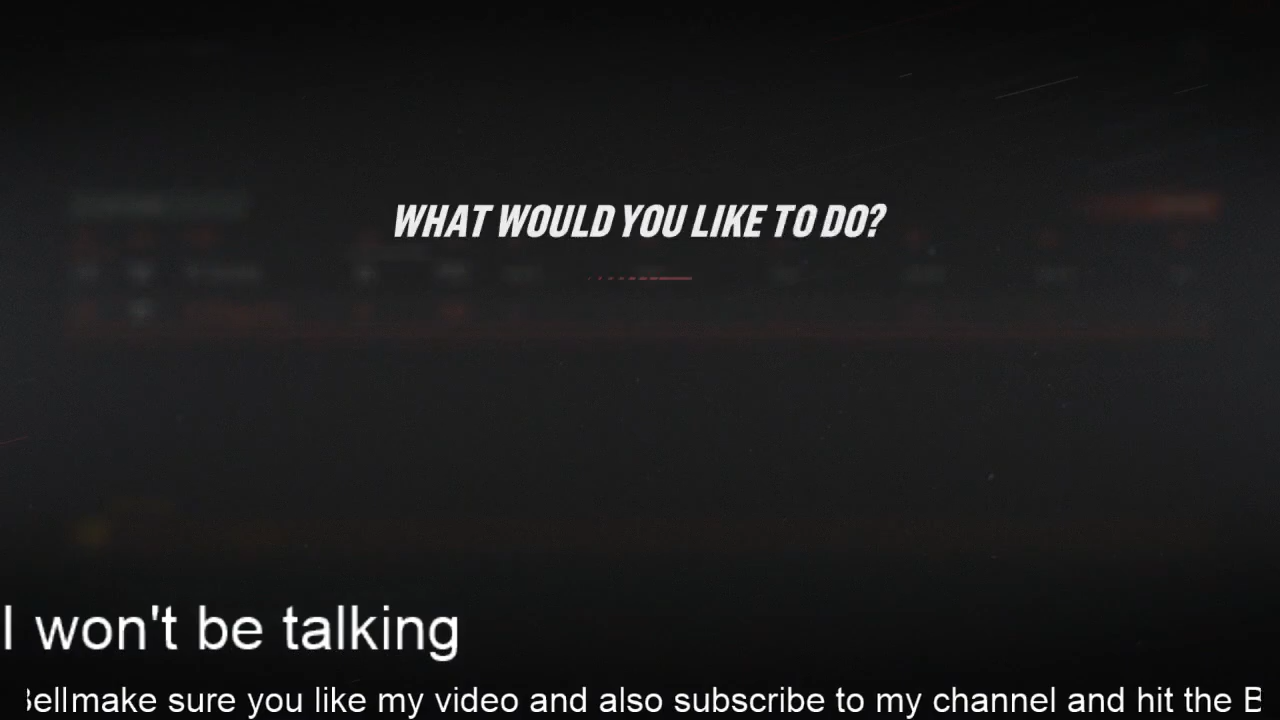 WHAT WOULD YOU LIKE TO DO?
I won't be talking
Bell make sure you like my video and also subscribe to my channel and hit the B